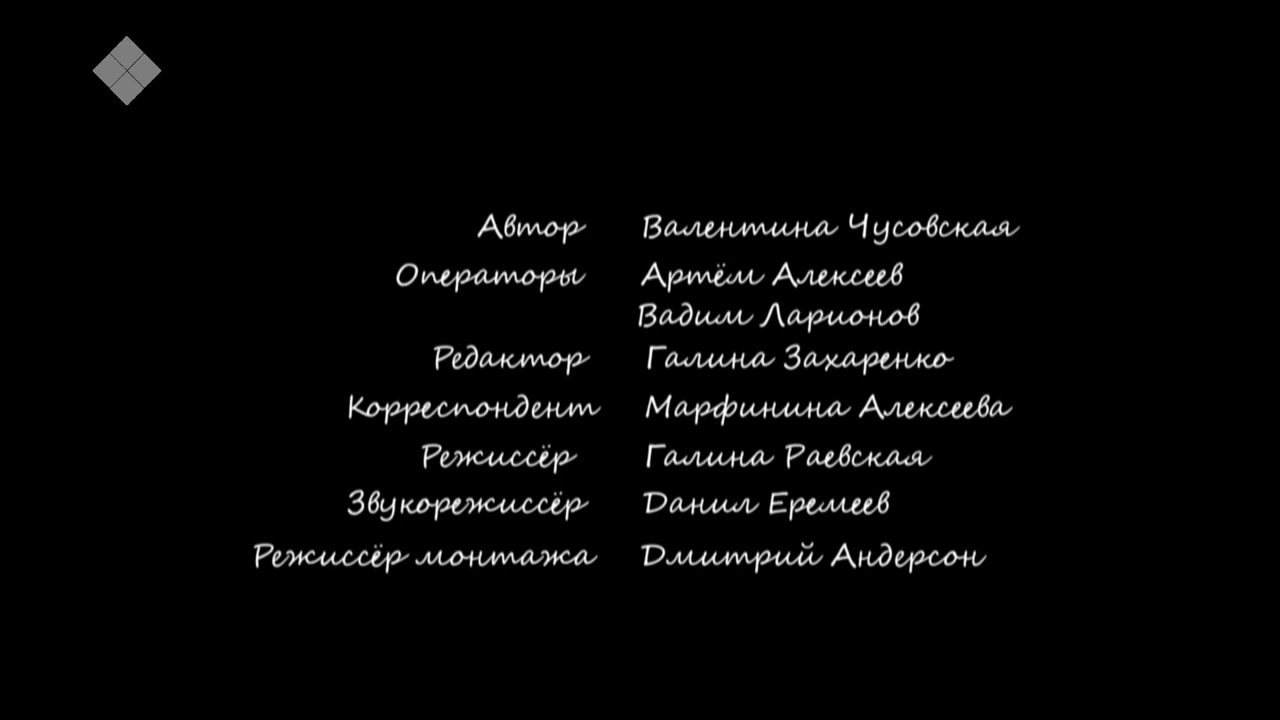 Автор Валентина Чусовская
Операторы Артём Алексеев
Вадим Ларионов
Редактор Галина Захаренко
Корреспондент Марфинина Алексеева
Режиссёр Галина Раевская
Звукорежиссёр Данил Еремеев
Режиссёр монтажа Дмитрий Андерсон